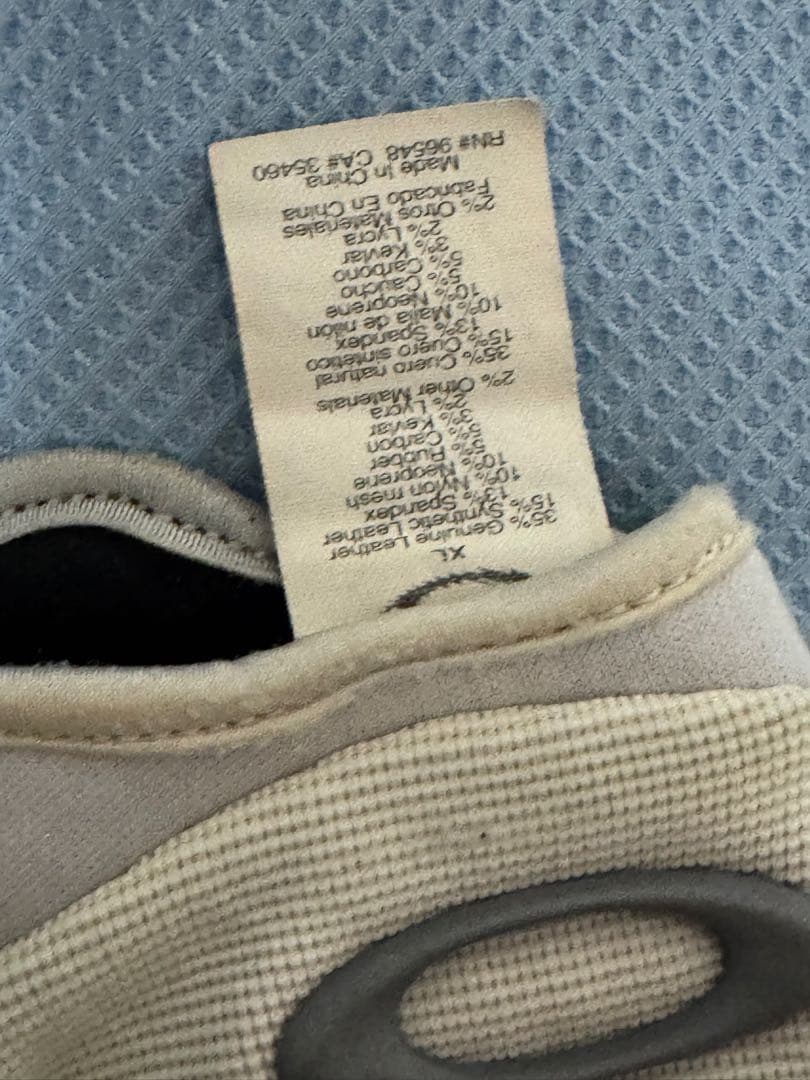 XL
35% Genuine Leather
15% Synthetic Leather
13% Spandex
10% Nylon mesh
10% Neoprene
5% Rubber
5% Carbon
3% Kevlar
2% Lycra
2% Other Materials
35% Cuero natural
15% Cuero sintético
13% Spandex
10% Malla de nilón
10% Neoprene
5% Caucho
5% Carbono
3% Kevlar
2% Lycra
2% Otros Materiales
Fabricado En China
Made In China
RN# 96548 CA# 35460